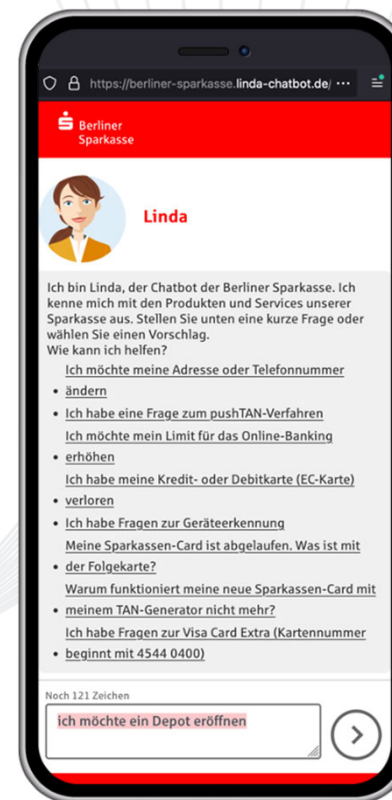 https://berliner-sparkasse.linda-chatbot.de/ ···
Berliner
Sparkasse
Linda
Ich bin Linda, der Chatbot der Berliner Sparkasse. Ich
kenne mich mit den Produkten und Services unserer
Sparkasse aus. Stellen Sie unten eine kurze Frage oder
wählen Sie einen Vorschlag.
Wie kann ich helfen?
Ich möchte meine Adresse oder Telefonnummer
• ändern
• Ich habe eine Frage zum pushTAN-Verfahren
Ich möchte mein Limit für das Online-Banking
• erhöhen
Ich habe meine Kredit- oder Debitkarte (EC-Karte)
• verloren
• Ich habe Fragen zur Geräteerkennung
Meine Sparkassen-Card ist abgelaufen. Was ist mit
• der Folgekarte?
Warum funktioniert meine neue Sparkassen-Card mit
• meinem TAN-Generator nicht mehr?
Ich habe Fragen zur Visa Card Extra (Kartennummer
• beginnt mit 4544 0400)
Noch 121 Zeichen
ich möchte ein Depot eröffnen